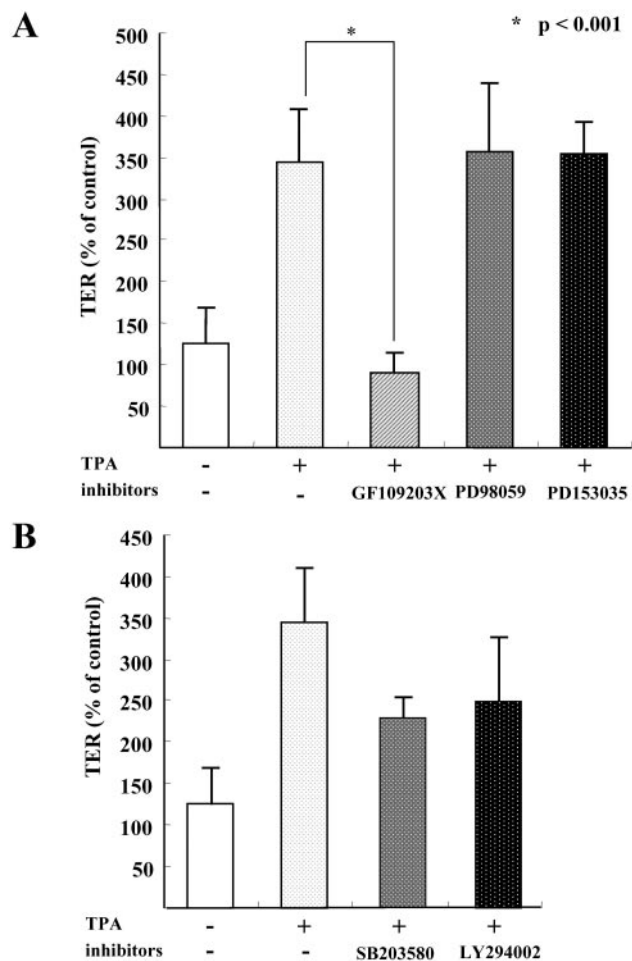 A
* p < 0.001
*
500
450
400
350
300
250
200
150
100
50
TER (% of control)
TPA - + + + +
inhibitors - - GF109203X PD98059 PD153035
B
450
400
350
300
250
200
150
100
50
TER (% of control)
TPA - + + +
inhibitors - - SB203580 LY294002